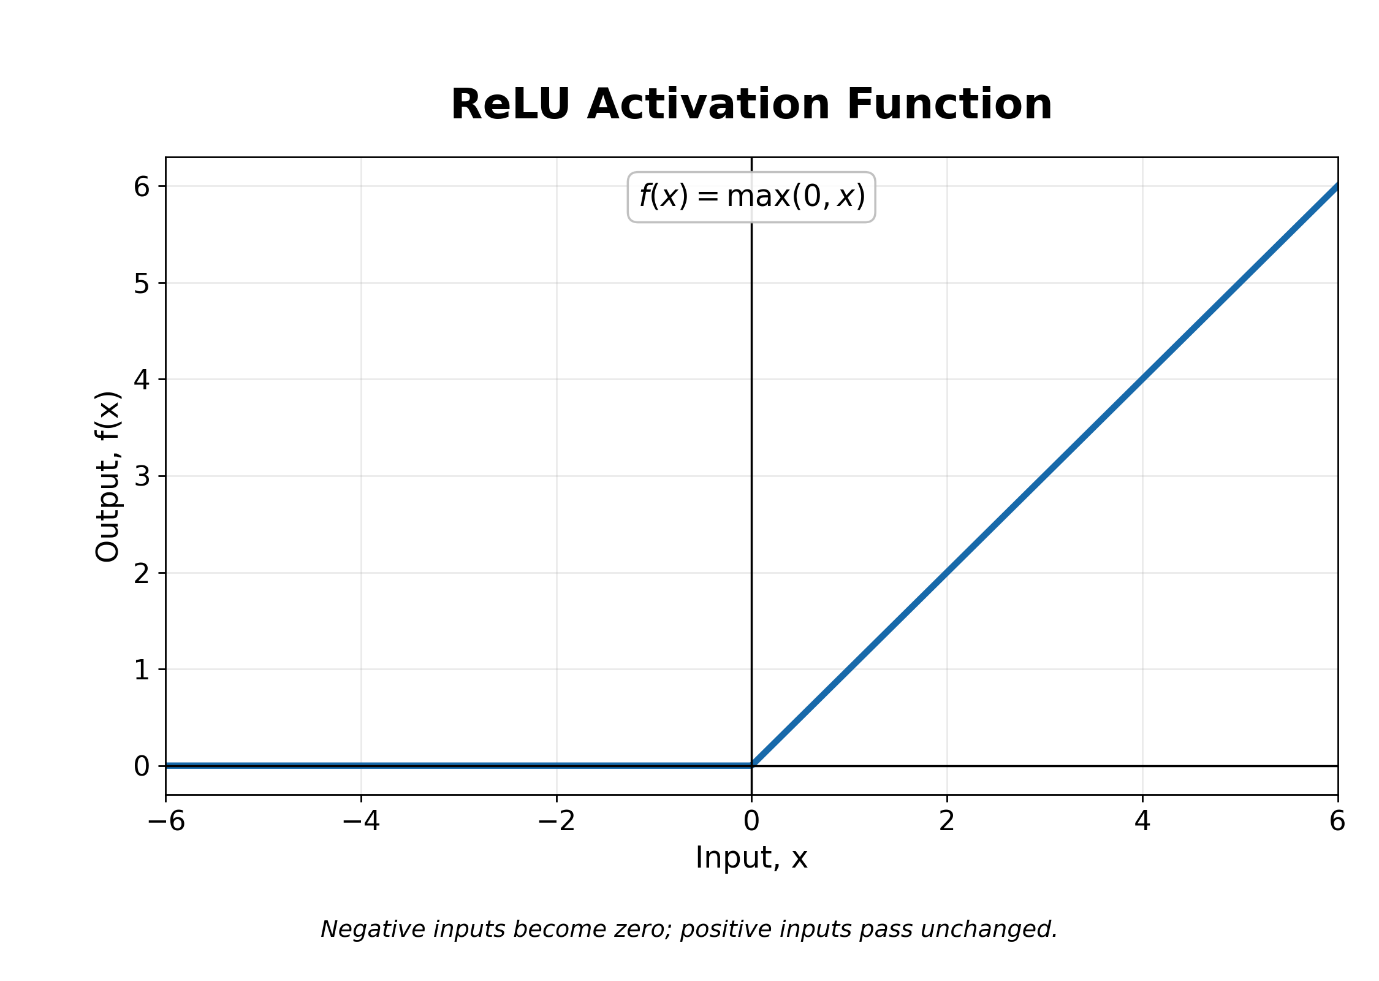 ReLU Activation Function
f(x) = max(0, x)
6
5
4
3
2
1
0
Output, f(x)
−6 −4 −2 0 2 4 6
Input, x
Negative inputs become zero; positive inputs pass unchanged.